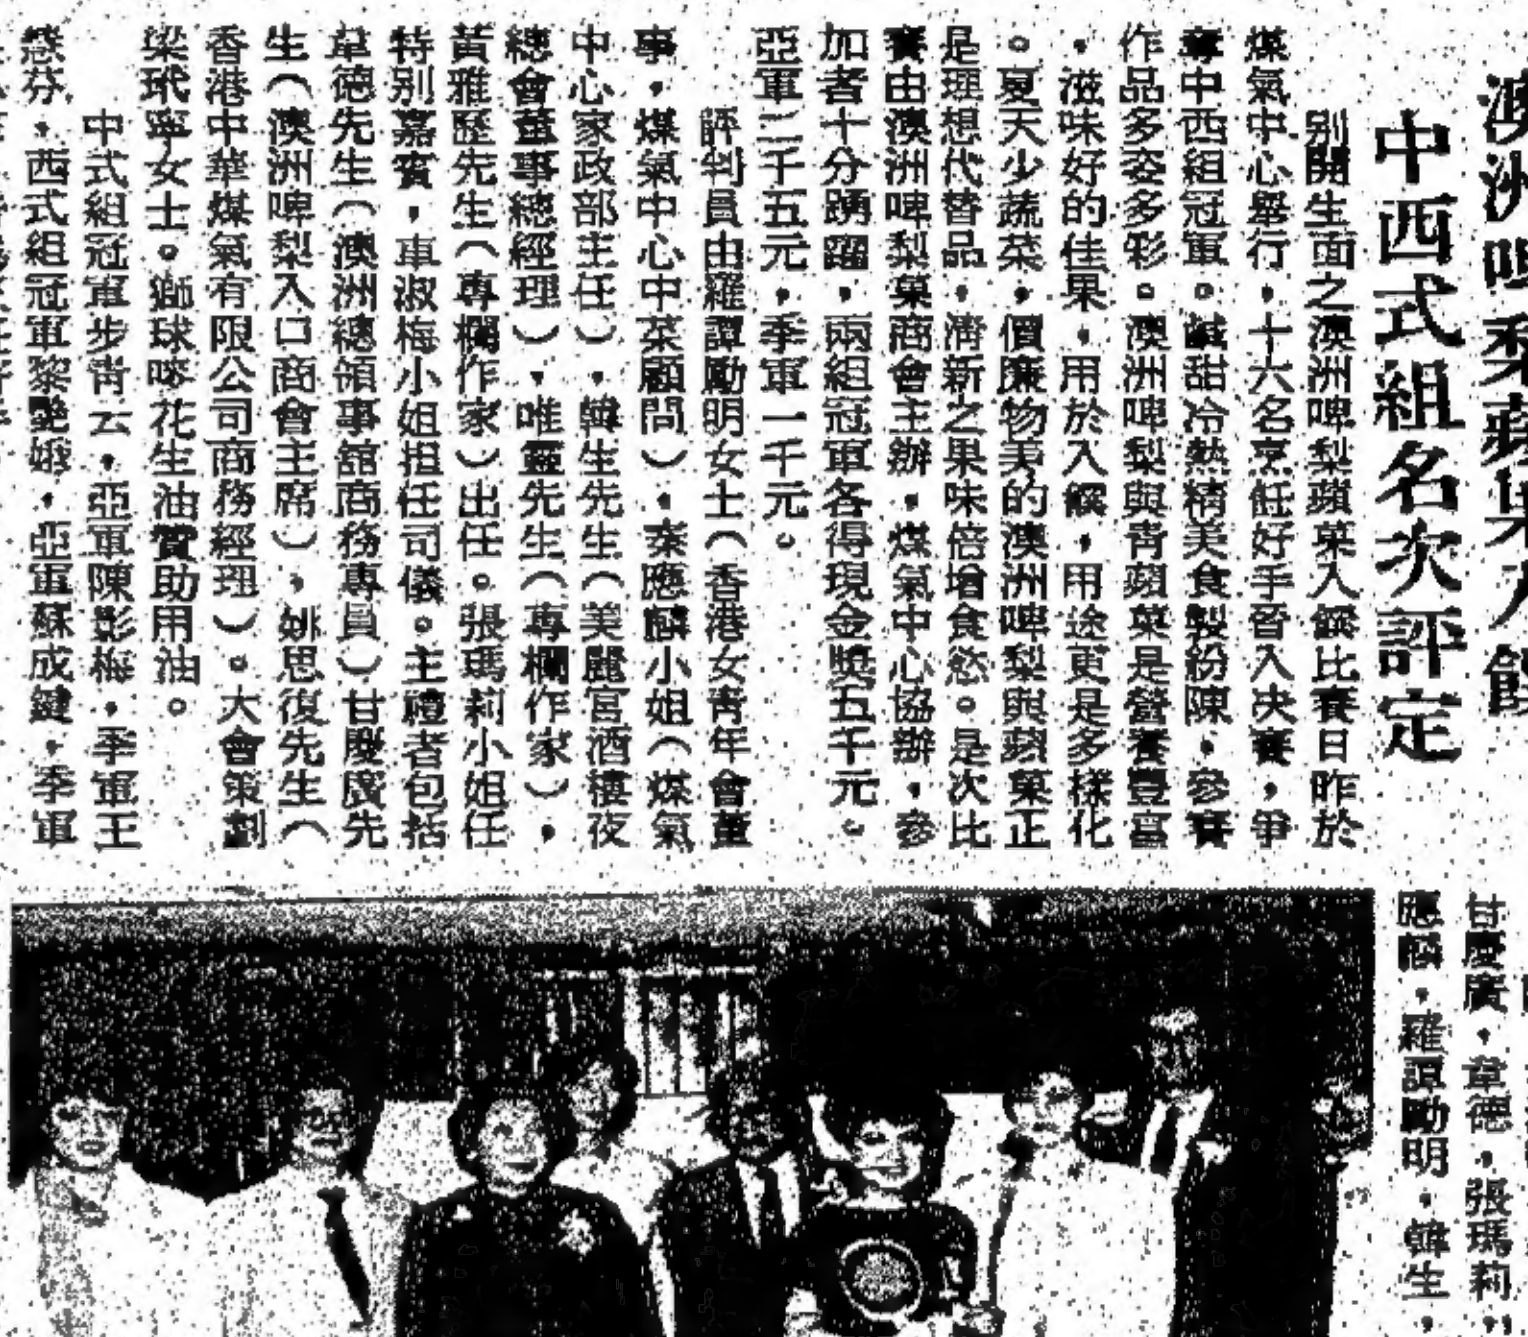 澳洲啤梨蘋果入饌
中西式組名次評定
別開生面之澳洲啤梨蘋菓入饌比賽日昨於
煤氣中心舉行，十六名烹飪好手晉入決賽，爭
奪中西組冠軍。鹹甜冷熱精美食製紛陳，參賽
作品多姿多彩。澳洲啤梨與青蘋菓是營養豐富
，滋味好的佳果，用於入饌，用途更是多樣化
。夏天少蔬菜，價廉物美的澳洲啤梨與蘋菓正
是理想代替品，清新之果味倍增食慾。是次比
賽由澳洲啤梨菓商會主辦，煤氣中心協辦，參
加者十分踴躍，兩組冠軍各得現金獎五千元。
亞軍二千五元，季軍一千元。
評判員由羅譚勵明女士（香港女青年會董
事，煤氣中心中菜顧問），秦應麟小姐（煤氣
中心家政部主任），韓生先生（美麗宮酒樓夜
總會董事總經理），唯靈先生（專欄作家），
黃雅歷先生（專欄作家）出任。張瑪莉小姐任
特別嘉賓，車淑梅小姐担任司儀。主禮者包括
韋德先生（澳洲總領事舘商務專員）甘慶廣先
生（澳洲啤梨入口商會主席），姚思復先生（
香港中華煤氣有限公司商務經理）。大會策劃
梁玳寧女士。獅球嘜花生油贊助用油。
中式組冠軍步青云，亞軍陳影梅，季軍王
慧芬，西式組冠軍黎艷娥，亞軍蘇成鍵，季軍
甘慶廣，韋德，張瑪莉，
應麟，羅譚勵明，韓生，